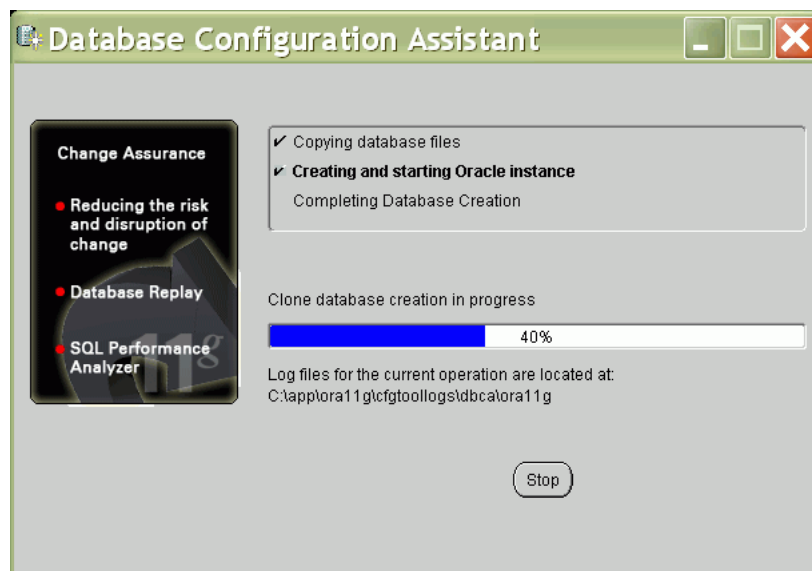 Database Configuration Assistant
Change Assurance
Reducing the risk
and disruption of
change
Database Replay
SQL Performance
Analyzer
11g
Copying database files
Creating and starting Oracle instance
Completing Database Creation
Clone database creation in progress
40%
Log files for the current operation are located at:
C:\app\ora11g\cfgtoollogs\dbca\ora11g
Stop